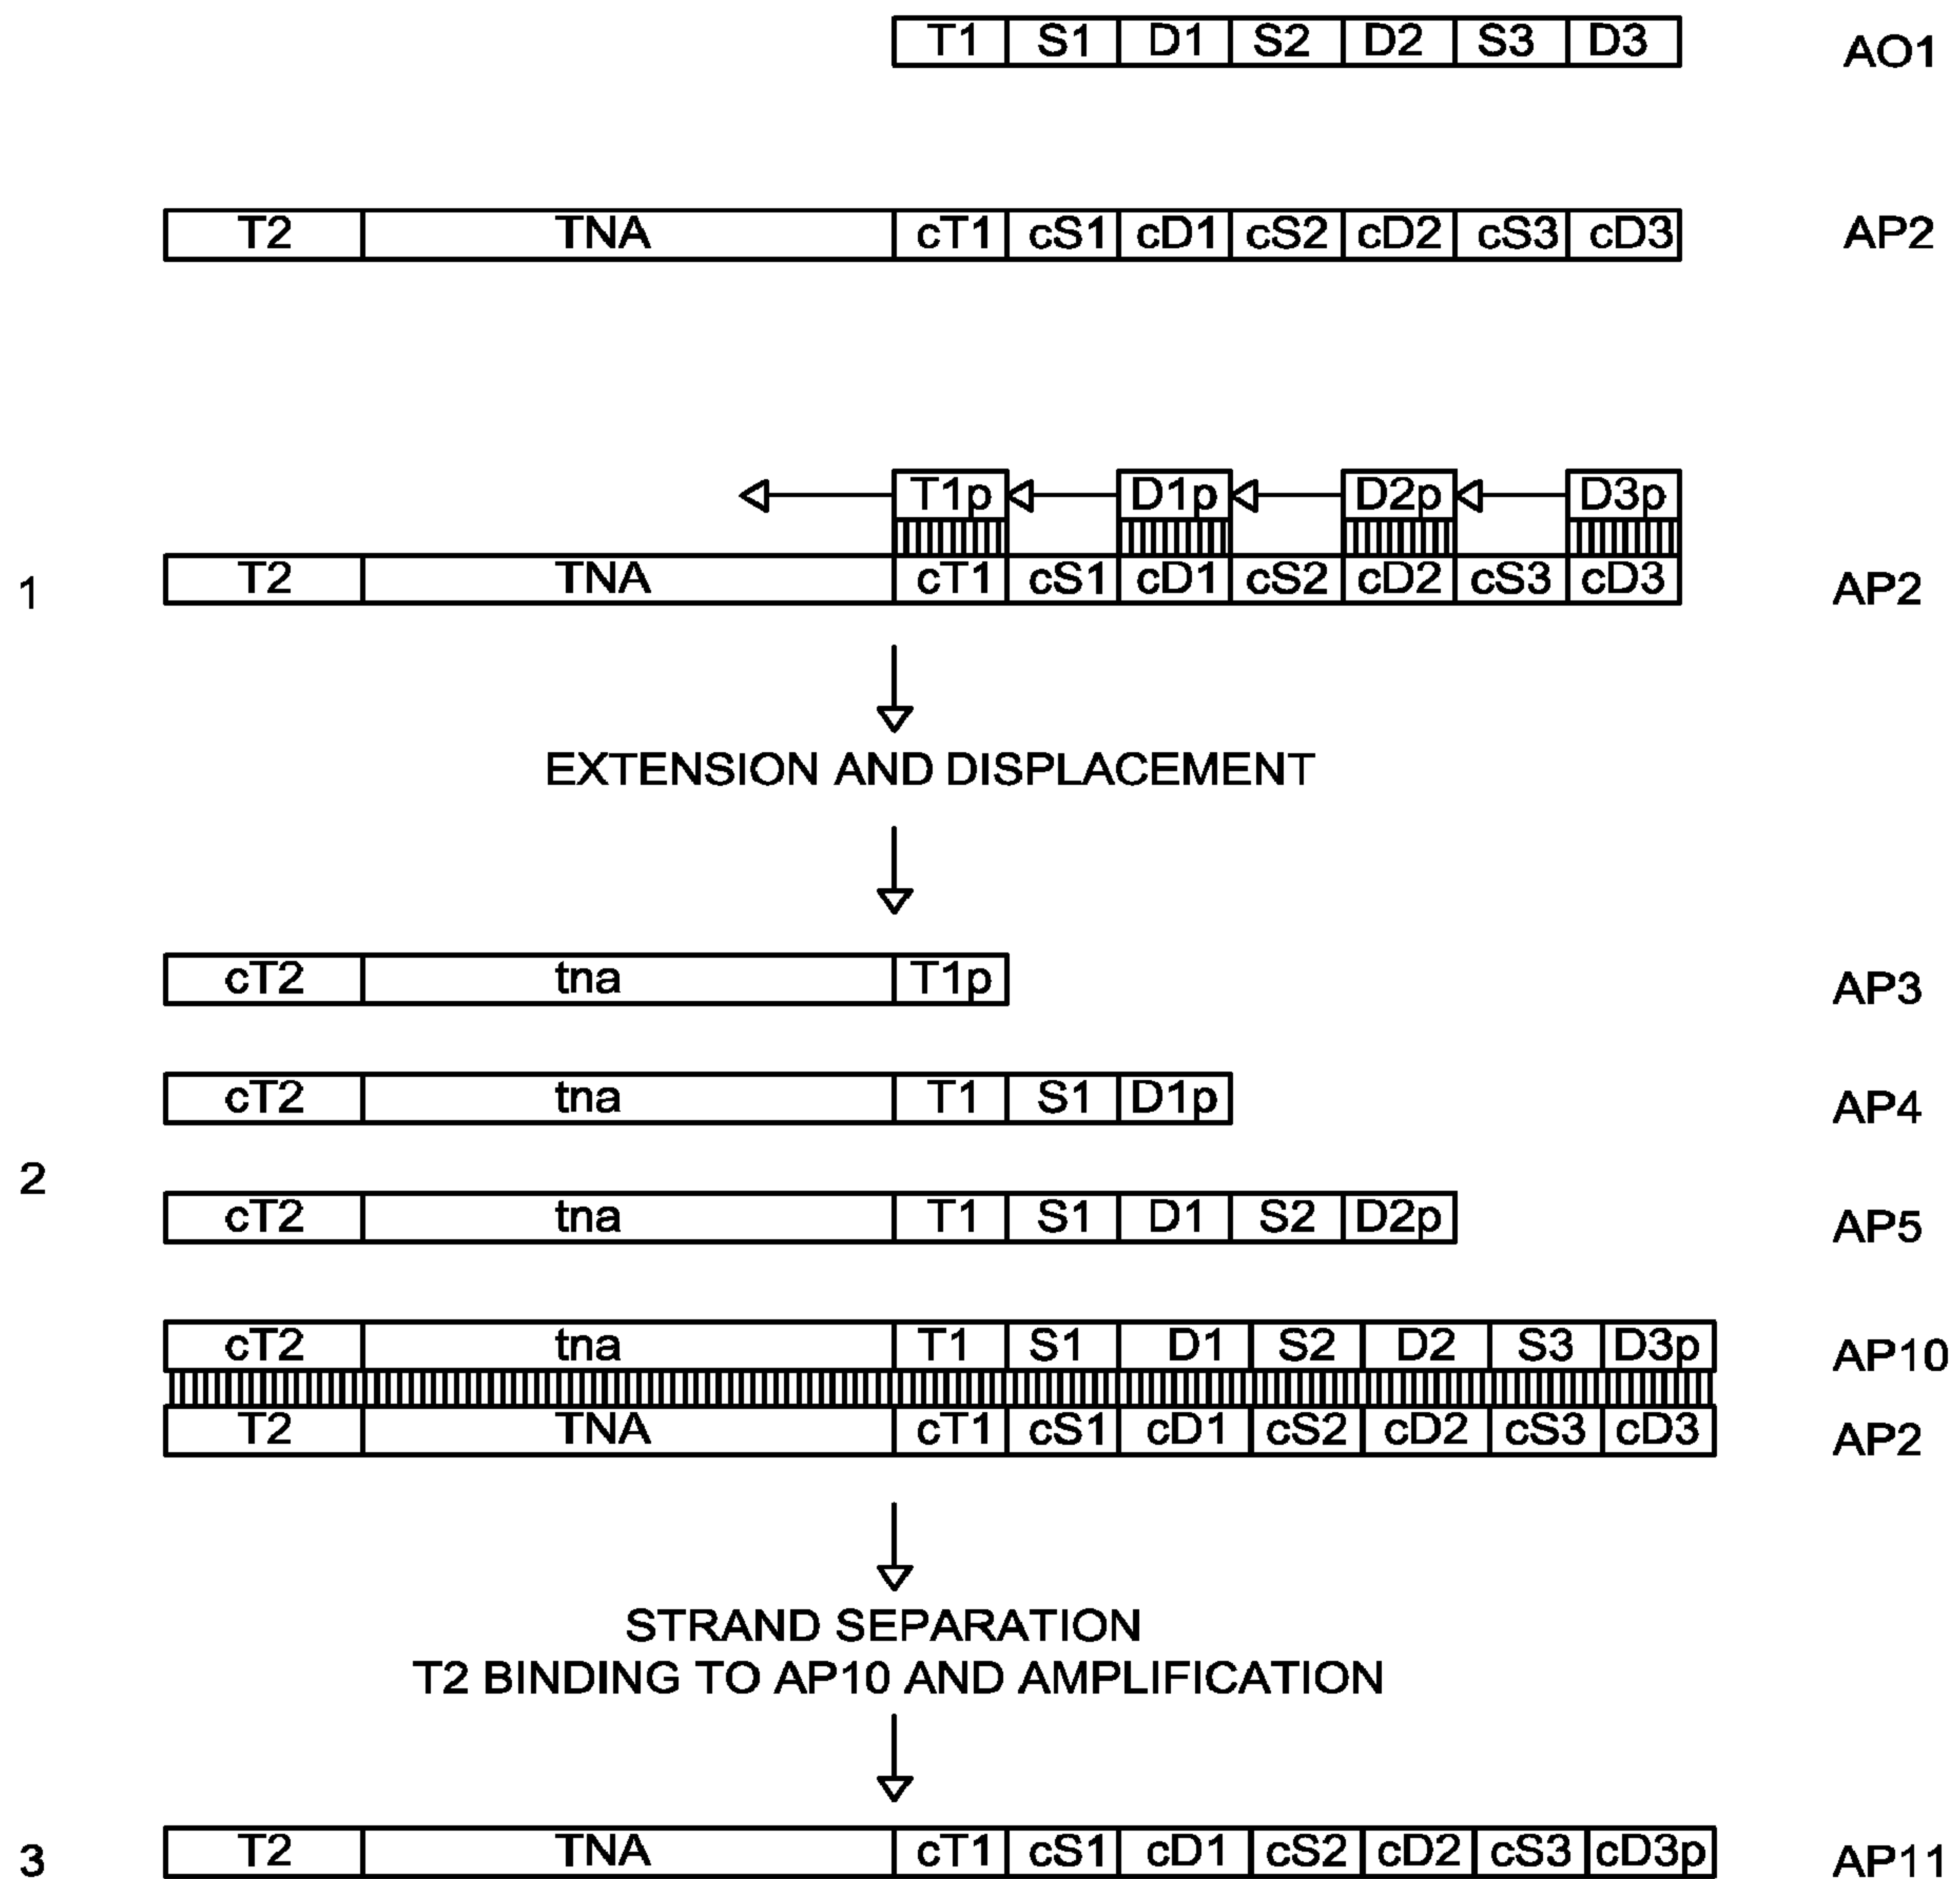 T1 S1 D1 S2 D2 S3 D3 AO1
T2 TNA cT1 cS1 cD1 cS2 cD2 cS3 cD3 AP2
T1p D1p D2p D3p
1 T2 TNA cT1 cS1 cD1 cS2 cD2 cS3 cD3 AP2
EXTENSION AND DISPLACEMENT
cT2 tna T1p AP3
cT2 tna T1 S1 D1p AP4
2
cT2 tna T1 S1 D1 S2 D2p AP5
cT2 tna T1 S1 D1 S2 D2 S3 D3p AP10
T2 TNA cT1 cS1 cD1 cS2 cD2 cS3 cD3 AP2
STRAND SEPARATION
T2 BINDING TO AP10 AND AMPLIFICATION
3 T2 TNA cT1 cS1 cD1 cS2 cD2 cS3 cD3p AP11